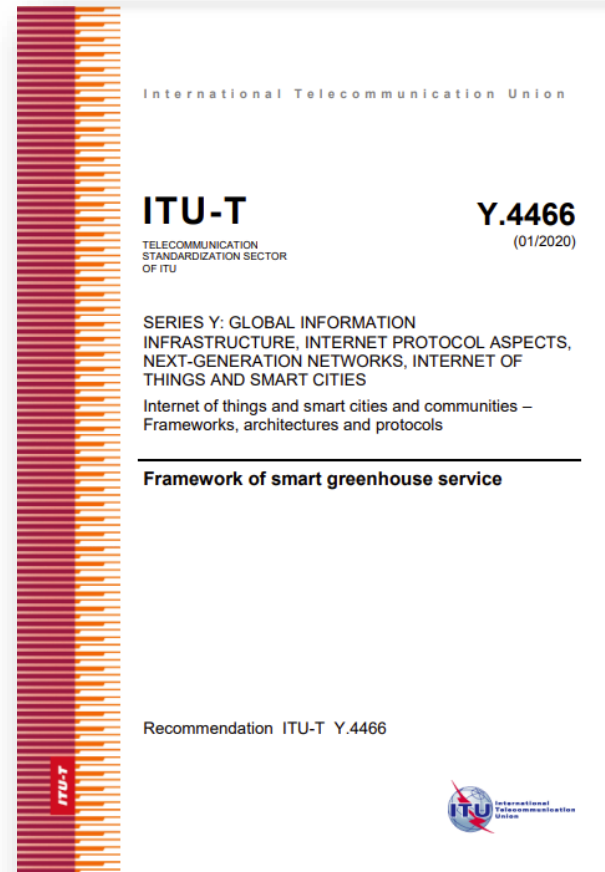 International Telecommunication Union
ITU-T
Y.4466
TELECOMMUNICATION
STANDARDIZATION SECTOR
OF ITU
(01/2020)
SERIES Y: GLOBAL INFORMATION
INFRASTRUCTURE, INTERNET PROTOCOL ASPECTS,
NEXT-GENERATION NETWORKS, INTERNET OF
THINGS AND SMART CITIES
Internet of things and smart cities and communities –
Frameworks, architectures and protocols
Framework of smart greenhouse service
Recommendation ITU-T Y.4466
ITU-T
ITU
International
Telecommunication
Union